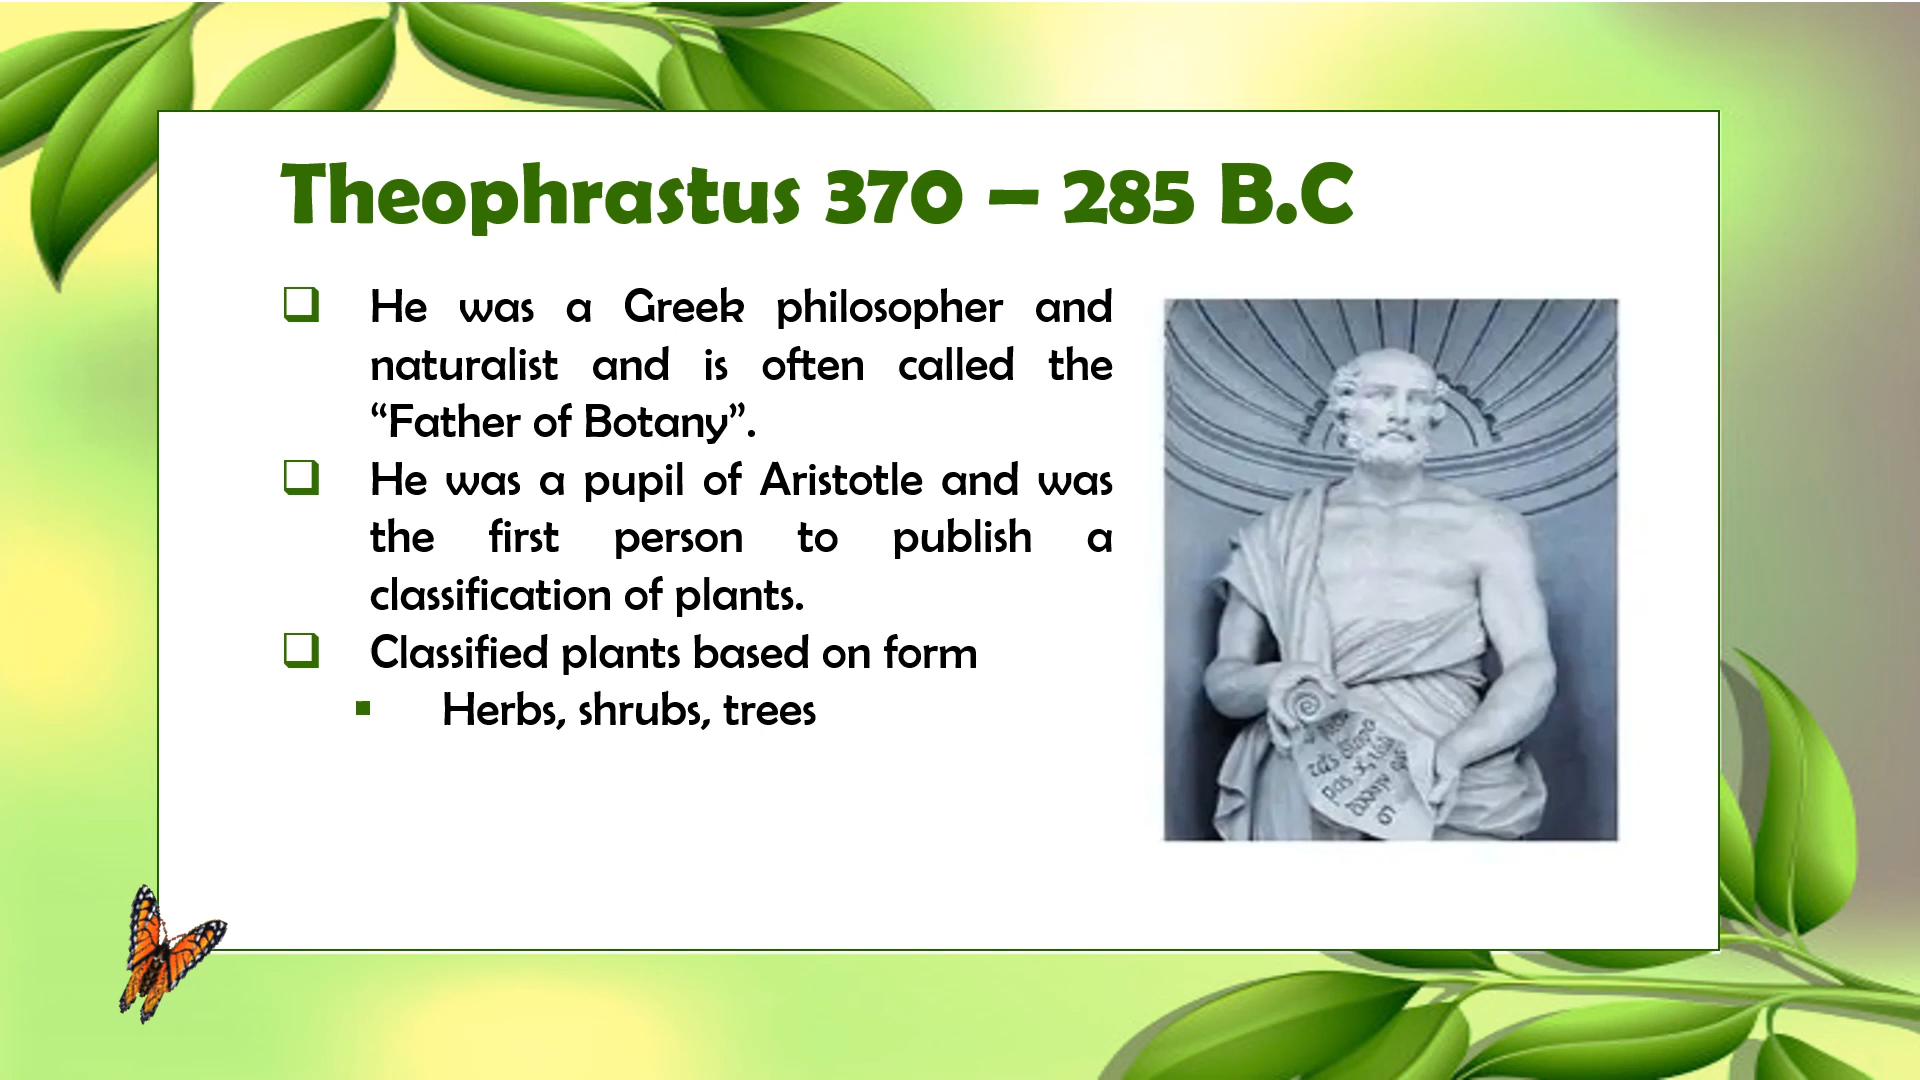 Theophrastus 370 – 285 B.C
He was a Greek philosopher and
naturalist and is often called the
“Father of Botany”.
He was a pupil of Aristotle and was
the first person to publish a
classification of plants.
Classified plants based on form
Herbs, shrubs, trees